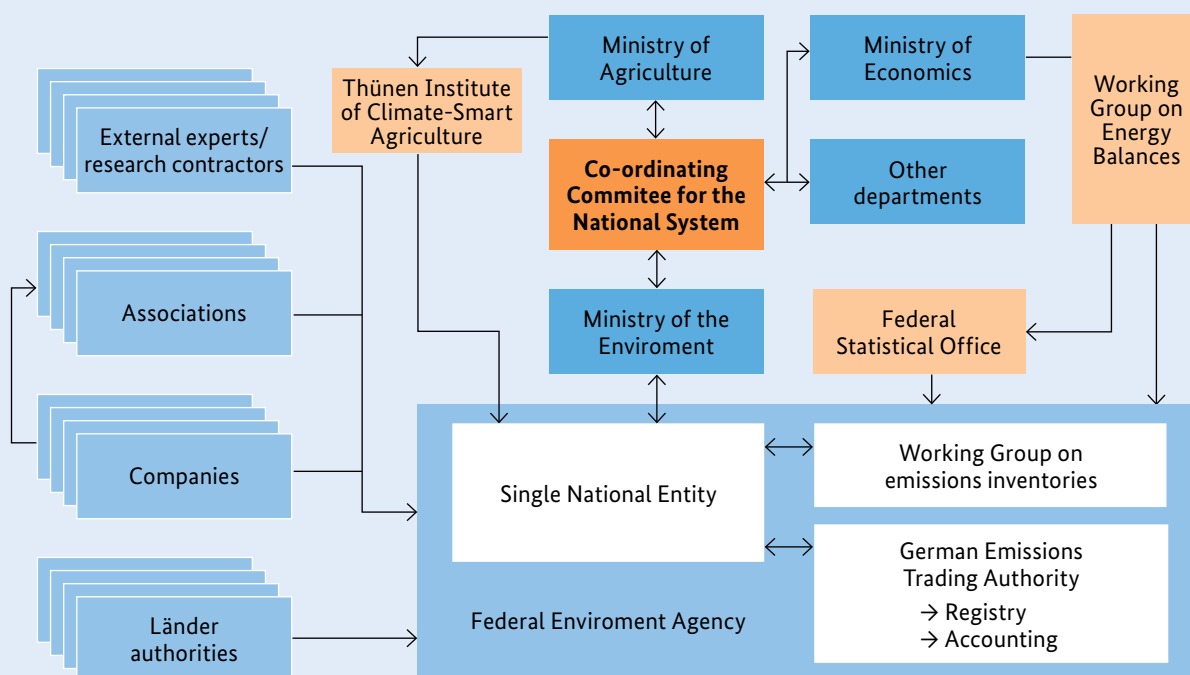 Ministry of
Agriculture
Ministry of
Economics
Working
Group on
Energy
Balances
Thünen Institute
of Climate-Smart
Agriculture
External experts/
research contractors
Co-ordinating
Commitee for the
National System
Other
departments
Associations
Ministry of the
Enviroment
Federal
Statistical Office
Companies
Single National Entity
Working Group on
emissions inventories
German Emissions
Trading Authority
→ Registry
→ Accounting
Federal Enviroment Agency
Länder
authorities